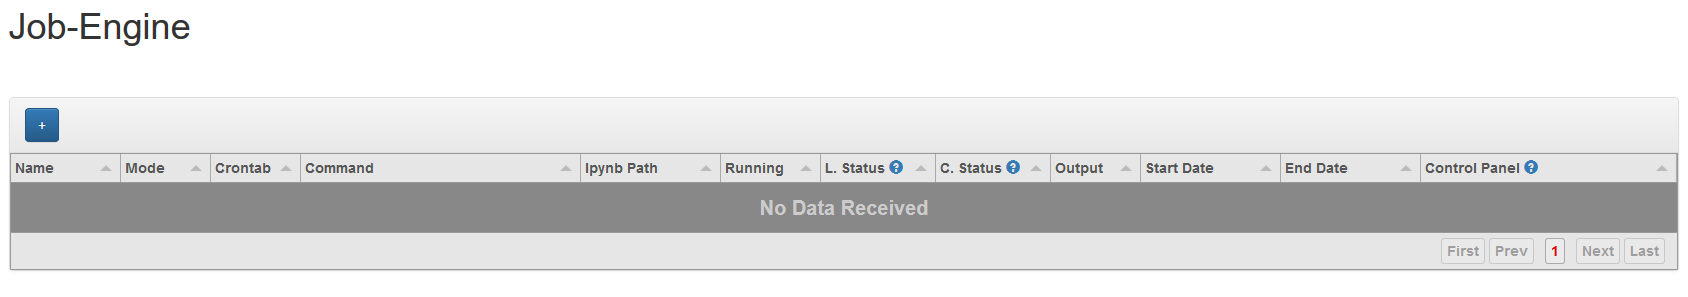 Job-Engine
+
Name Mode Crontab Command Ipynb Path Running L. Status ? C. Status ? Output Start Date End Date Control Panel ?
No Data Received
First Prev 1 Next Last